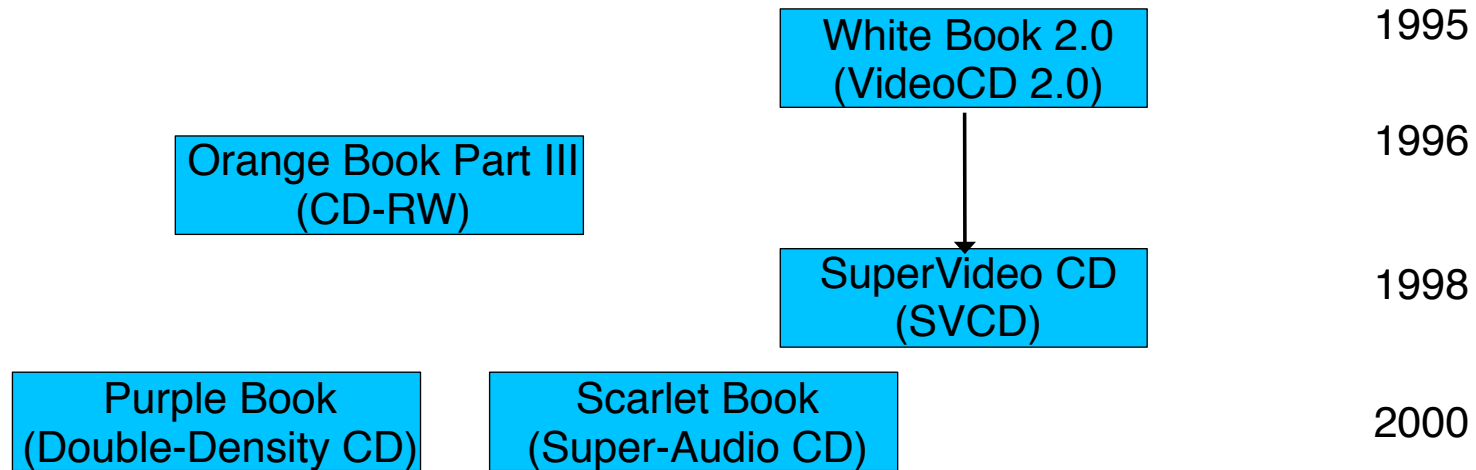 White Book 2.0
(VideoCD 2.0)
1995
Orange Book Part III
(CD-RW)
1996
SuperVideo CD
(SVCD)
1998
Purple Book
(Double-Density CD)
Scarlet Book
(Super-Audio CD)
2000